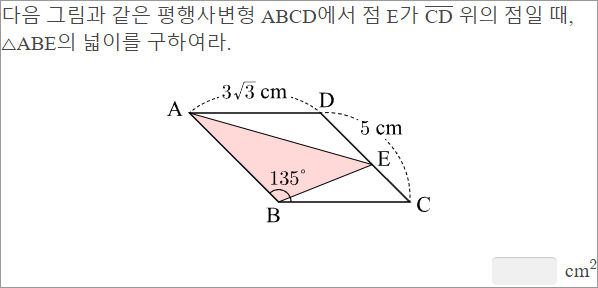 다음 그림과 같은 평행사변형 ABCD에서 점 E가 $\overline{CD}$ 위의 점일 때,
△ABE의 넓이를 구하여라.
3√3 cm
A
D
5 cm
E
135°
B
C
cm²